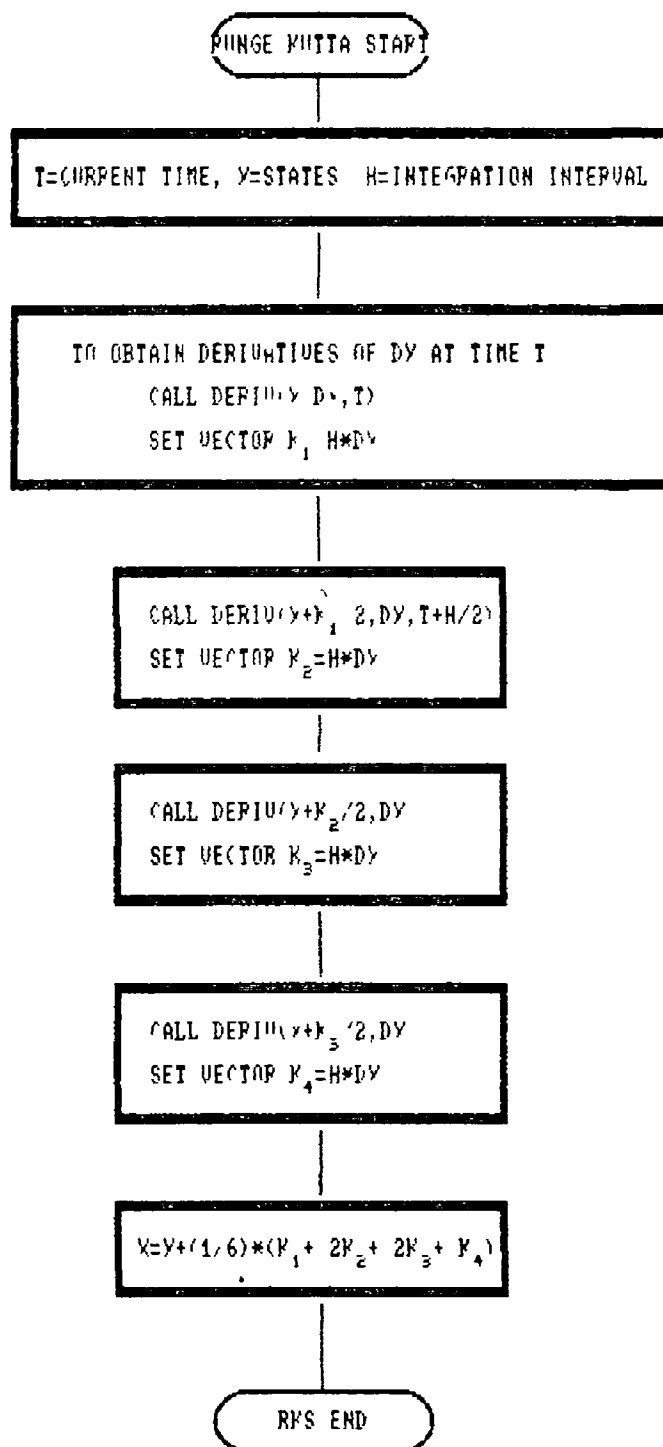 RUNGE KUTTA START
T=CURRENT TIME, Y=STATES H=INTEGRATION INTERVAL
TO OBTAIN DERIVATIVES OF DY AT TIME T
CALL DERIV(Y DY,T)
SET VECTOR K₁ H*DY
CALL DERIV(Y+K₁ 2,DY,T+H/2)
SET VECTOR K₂=H*DY
CALL DERIV(Y+K₂/2,DY
SET VECTOR K₃=H*DY
CALL DERIV(Y+K₃/2,DY
SET VECTOR K₄=H*DY
Y=Y+(1/6)*(K₁+ 2K₂+ 2K₃+ K₄)
RKS END